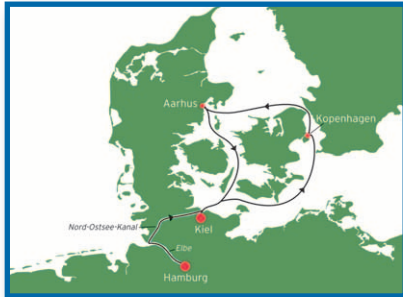 Aarhus
Kopenhagen
Nord-Ostsee-Kanal
Kiel
Elbe
Hamburg